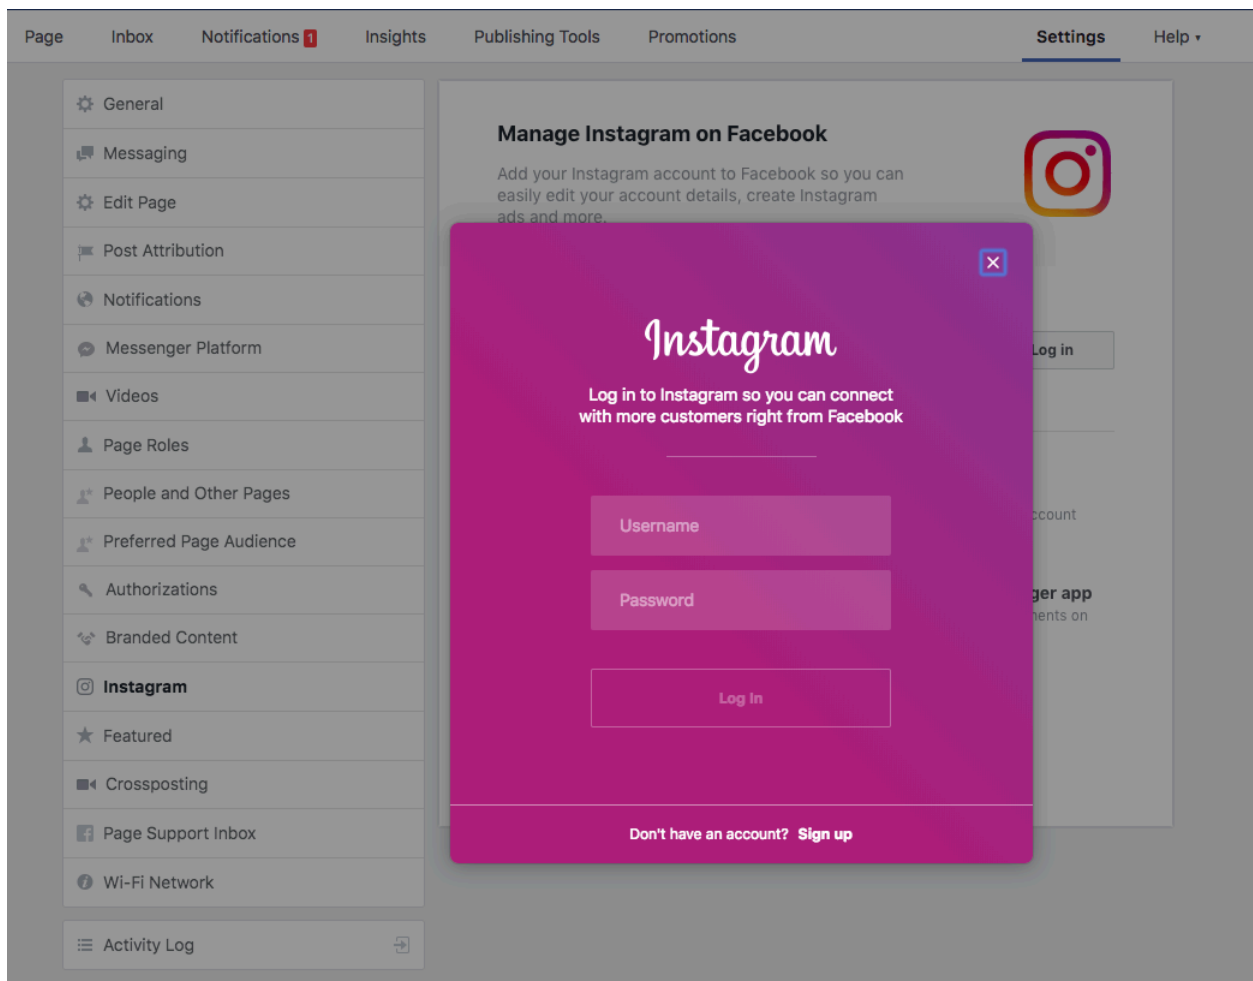 Page Inbox Notifications 1 Insights Publishing Tools Promotions Settings Help
General
Messaging
Edit Page
Post Attribution
Notifications
Messenger Platform
Videos
Page Roles
People and Other Pages
Preferred Page Audience
Authorizations
Branded Content
Instagram
Featured
Crossposting
Page Support Inbox
Wi-Fi Network
Activity Log
Manage Instagram on Facebook
Add your Instagram account to Facebook so you can
easily edit your account details, create Instagram
ads and more.
Log in
app
on
Instagram
Log in to Instagram so you can connect
with more customers right from Facebook
Username
Password
Log In
Don't have an account? Sign up